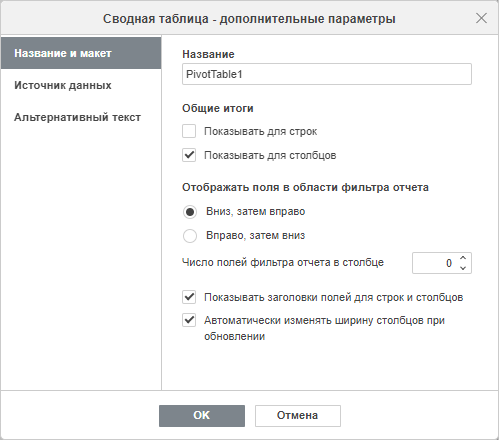 Сводная таблица - дополнительные параметры
Название и макет
Источник данных
Альтернативный текст
Название
PivotTable1
Общие итоги
Показывать для строк
Показывать для столбцов
Отображать поля в области фильтра отчета
Вниз, затем вправо
Вправо, затем вниз
Число полей фильтра отчета в столбце
0
Показывать заголовки полей для строк и столбцов
Автоматически изменять ширину столбцов при
обновлении
OK
Отмена